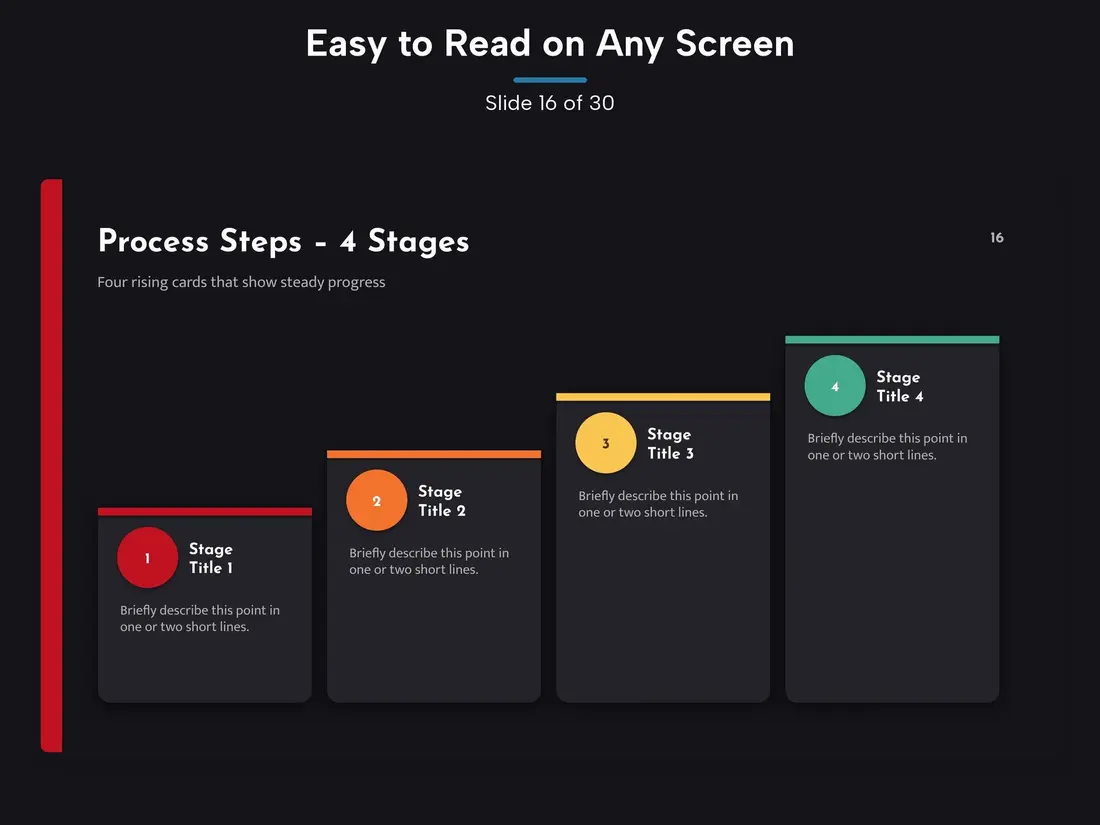 Easy to Read on Any Screen
Slide 16 of 30
Process Steps – 4 Stages
16
Four rising cards that show steady progress
1
Stage
Title 1
Briefly describe this point in
one or two short lines.
2
Stage
Title 2
Briefly describe this point in
one or two short lines.
3
Stage
Title 3
Briefly describe this point in
one or two short lines.
4
Stage
Title 4
Briefly describe this point in
one or two short lines.